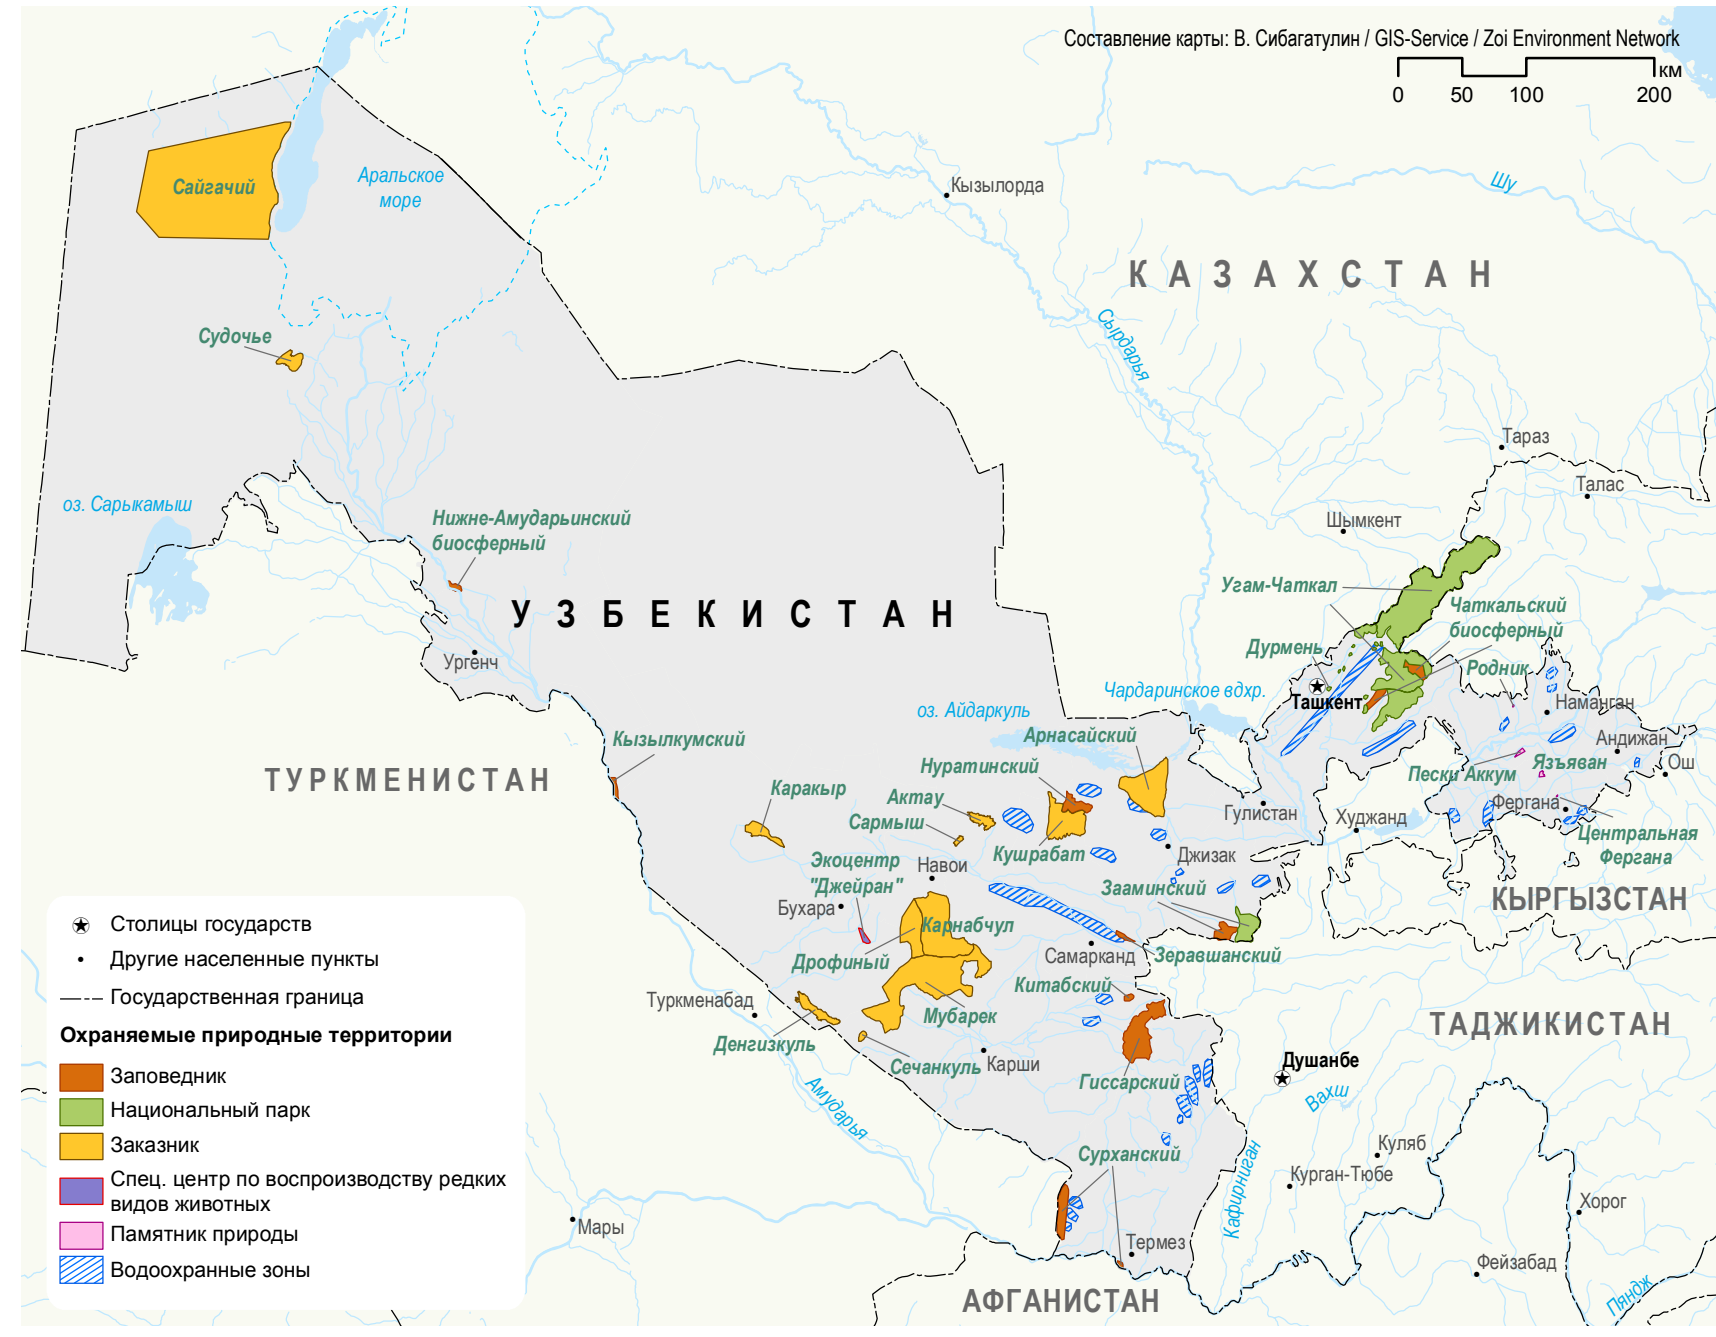 Составление карты: В. Сибагатулин / GIS-Service / Zoi Environment Network
км
0 50 100 200
Сайгачий
Аральское
море
Кызылорда
Шу
КАЗАХСТАН
Сырдарья
Судочье
Тараз
Талас
оз. Сарыкамыш
Нижне-Амударьинский
биосферный
Шымкент
УЗБЕКИСТАН
Угам-Чаткал
Чаткальский
биосферный
Дурмень
Родник
Ургенч
Ташкент
Чардаринское вдхр.
оз. Айдаркуль
Наманган
Кызылкумский
Арнасайский
Андижан
ТУРКМЕНИСТАН
Нуратинский
Пески Аккум
Язъяван
Ош
Каракыр
Актау
Сармыш
Гулистан
Худжанд
Фергана
Центральная
Фергана
Кушрабат
Джизак
Экоцентр
"Джейран"
Навои
Зааминский
КЫРГЫЗСТАН
Бухара
Карнабчул
Дрофиный
Самарканд
Зеравшанский
Китабский
Туркменабад
Мубарек
ТАДЖИКИСТАН
Денгизкуль
Сечанкуль
Карши
Гиссарский
Душанбе
Вахш
Амударья
Сурханский
Куляб
Курган-Тюбе
Кафирниган
Хорог
Мары
Термез
Фейзабад
Пяндж
АФГАНИСТАН
Столицы государств
Другие населенные пункты
Государственная граница
Охраняемые природные территории
Заповедник
Национальный парк
Заказник
Спец. центр по воспроизводству редких
видов животных
Памятник природы
Водоохранные зоны